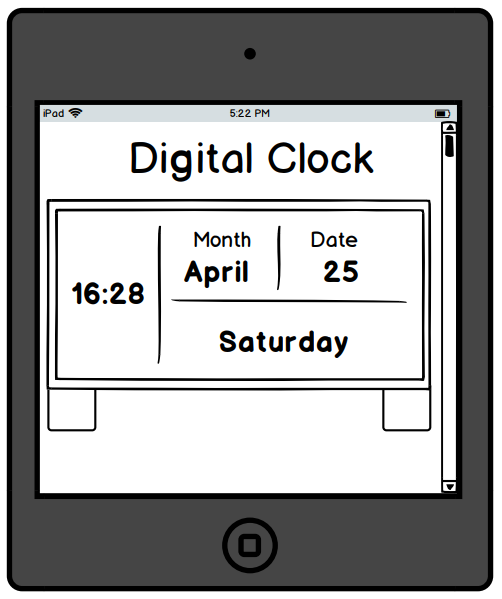 iPad 5:22 PM
Digital Clock
Month Date
April 25
16:28
Saturday